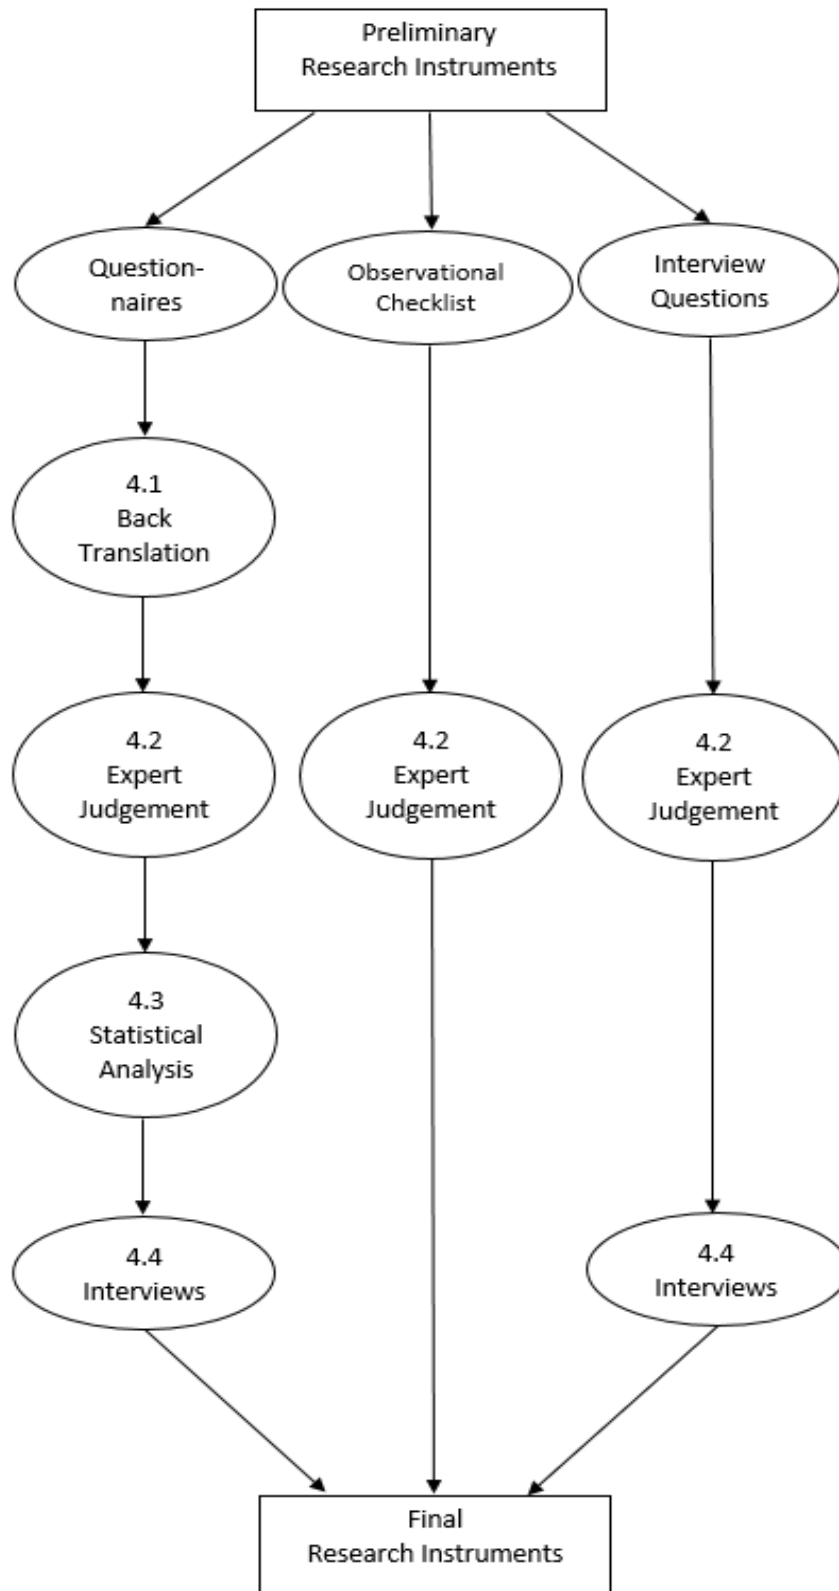 Preliminary
Research Instruments
Question-
naires
Observational
Checklist
Interview
Questions
4.1
Back
Translation
4.2
Expert
Judgement
4.2
Expert
Judgement
4.2
Expert
Judgement
4.3
Statistical
Analysis
4.4
Interviews
4.4
Interviews
Final
Research Instruments